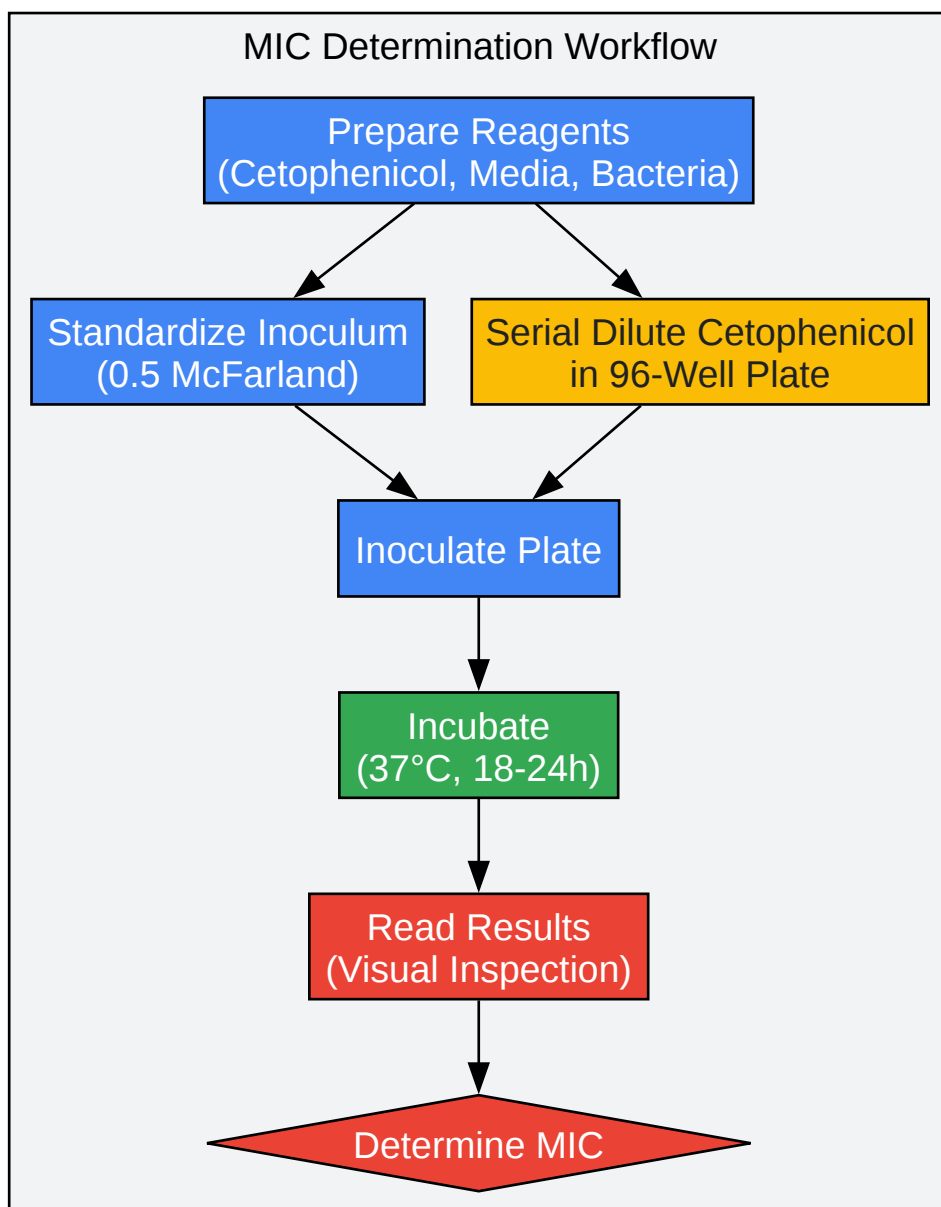 MIC Determination Workflow
Prepare Reagents
(Cetophenicol, Media, Bacteria)
Standardize Inoculum
(0.5 McFarland)
Serial Dilute Cetophenicol
in 96-Well Plate
Inoculate Plate
Incubate
(37°C, 18-24h)
Read Results
(Visual Inspection)
Determine MIC